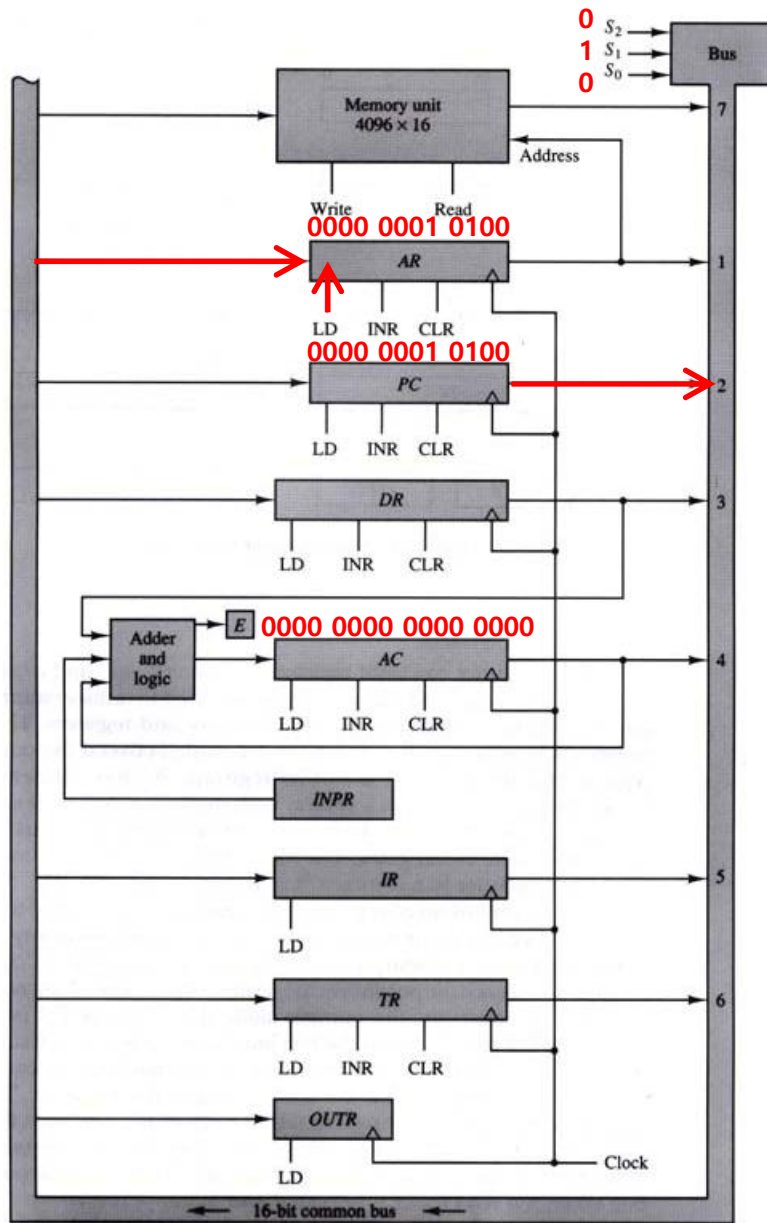 0
S₂
1
S₁
Bus
0
S₀
Memory unit
4096 × 16
7
Address
Write
Read
0000 0001 0100
AR
1
LD INR CLR
0000 0001 0100
PC
2
LD INR CLR
DR
3
LD INR CLR
E
0000 0000 0000 0000
Adder
and
logic
AC
4
LD INR CLR
INPR
IR
5
LD
TR
6
LD INR CLR
OUTR
LD
Clock
16-bit common bus